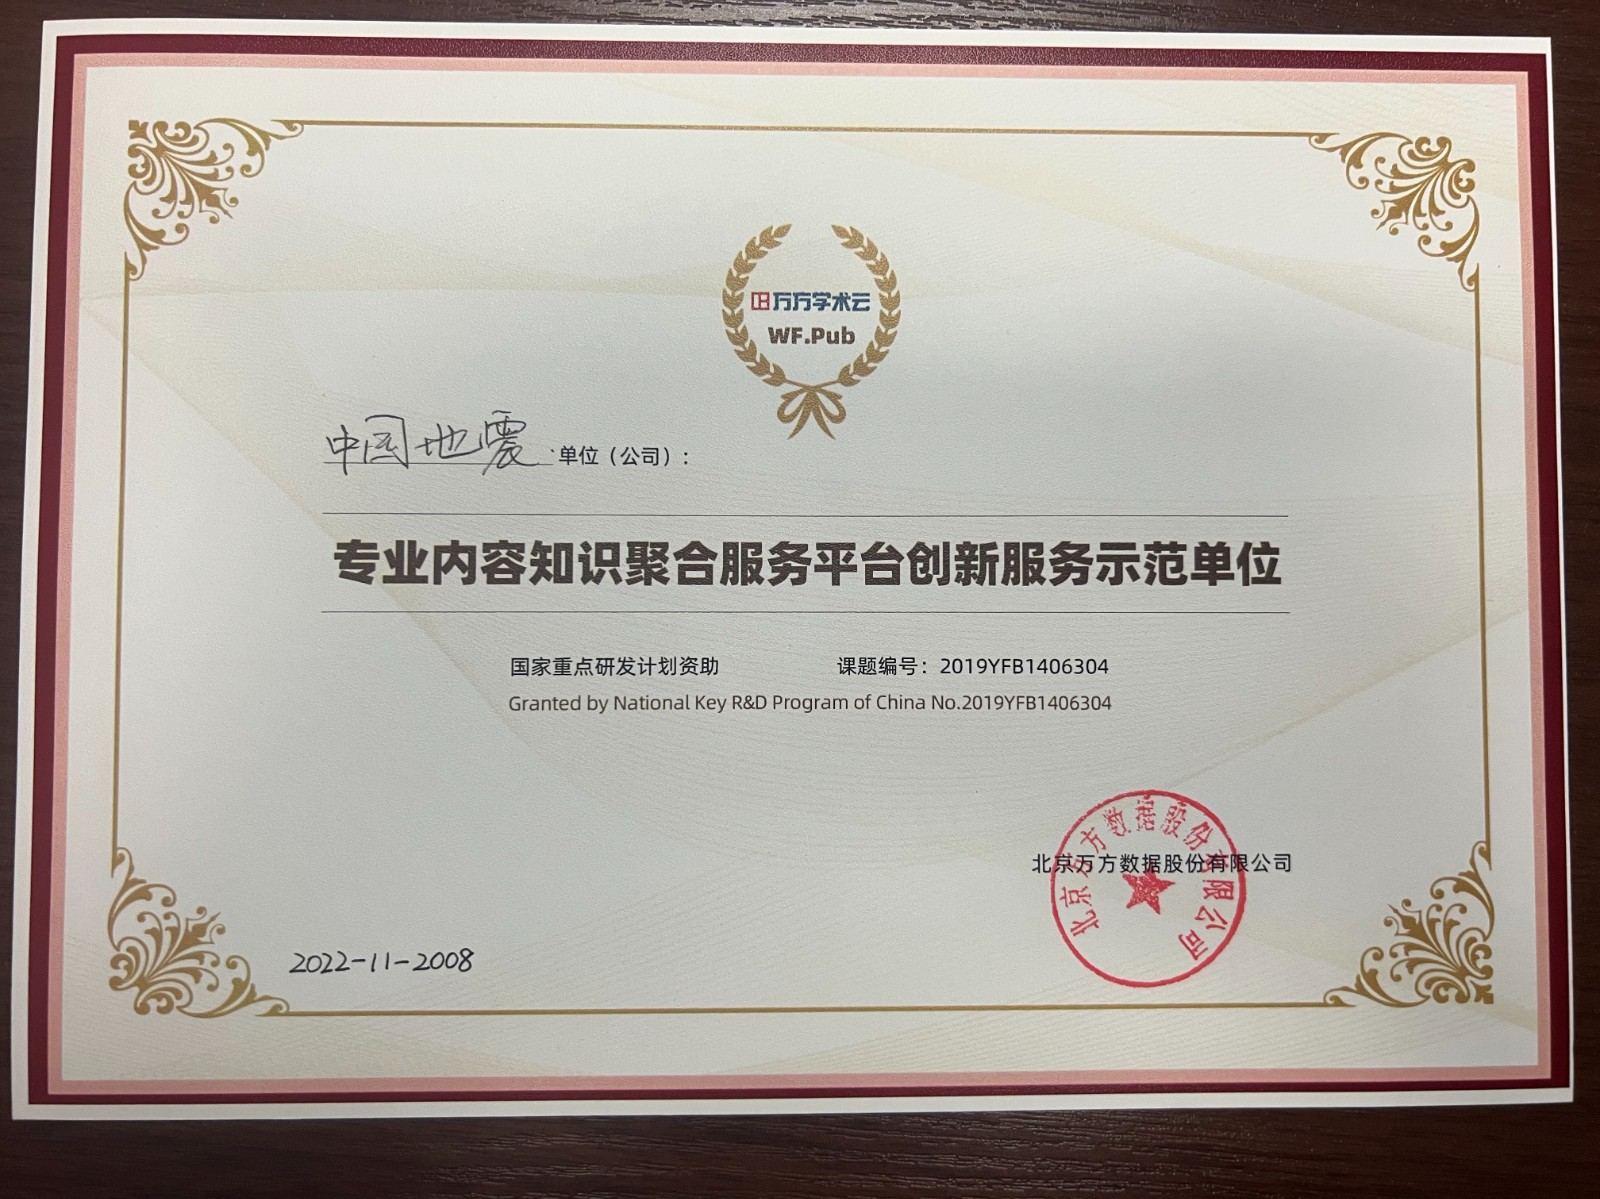 万方学术云
WF.Pub
中国地震 单位（公司）：
专业内容知识聚合服务平台创新服务示范单位
国家重点研发计划资助 课题编号：2019YFB1406304
Granted by National Key R&D Program of China No.2019YFB1406304
北京万方数据股份有限公司
北京万方数据股份有限公司
2022-11-2008